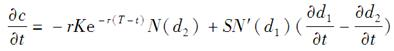 ∂c/∂t = -rKe^{-r(T-t)}N(d₂) + SN'(d₁)(∂d₁/∂t - ∂d₂/∂t)